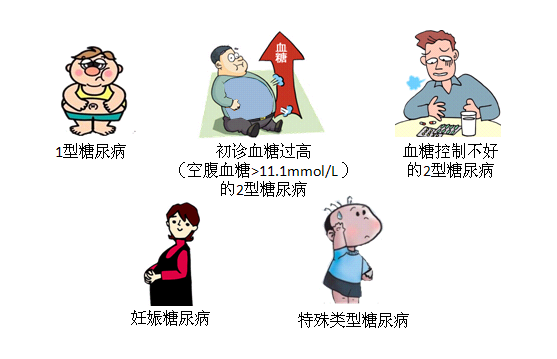 血糖
1型糖尿病
初诊血糖过高
（空腹血糖>11.1mmol/L）
的2型糖尿病
血糖控制不好
的2型糖尿病
妊娠糖尿病
特殊类型糖尿病